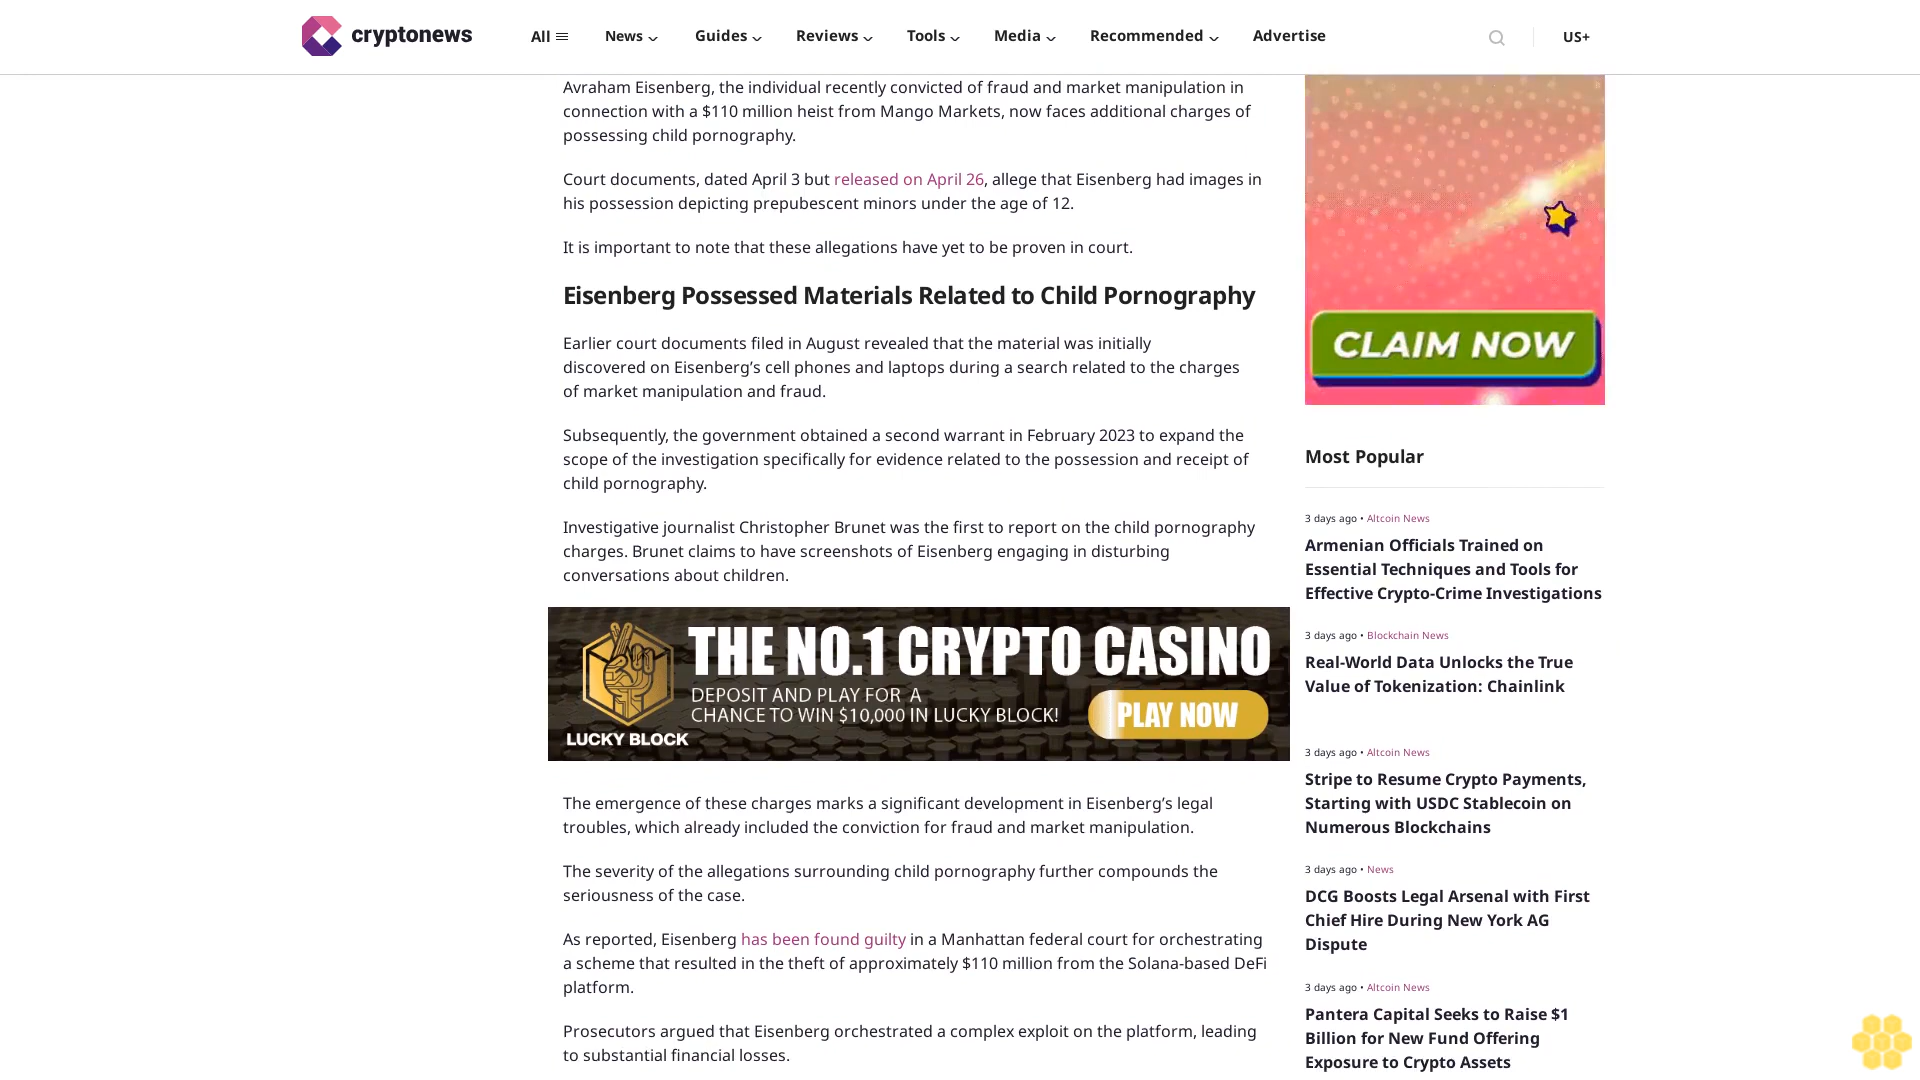 cryptonews
All
News
Guides
Reviews
Tools
Media
Recommended
Advertise
US+
Avraham Eisenberg, the individual recently convicted of fraud and market manipulation in
connection with a $110 million heist from Mango Markets, now faces additional charges of
possessing child pornography.
Court documents, dated April 3 but released on April 26, allege that Eisenberg had images in
his possession depicting prepubescent minors under the age of 12.
It is important to note that these allegations have yet to be proven in court.
Eisenberg Possessed Materials Related to Child Pornography
Earlier court documents filed in August revealed that the material was initially
discovered on Eisenberg’s cell phones and laptops during a search related to the charges
of market manipulation and fraud.
Subsequently, the government obtained a second warrant in February 2023 to expand the
scope of the investigation specifically for evidence related to the possession and receipt of
child pornography.
Investigative journalist Christopher Brunet was the first to report on the child pornography
charges. Brunet claims to have screenshots of Eisenberg engaging in disturbing
conversations about children.
THE NO.1 CRYPTO CASINO
DEPOSIT AND PLAY FOR A
CHANCE TO WIN $10,000 IN LUCKY BLOCK!
PLAY NOW
LUCKY BLOCK
The emergence of these charges marks a significant development in Eisenberg’s legal
troubles, which already included the conviction for fraud and market manipulation.
The severity of the allegations surrounding child pornography further compounds the
seriousness of the case.
As reported, Eisenberg has been found guilty in a Manhattan federal court for orchestrating
a scheme that resulted in the theft of approximately $110 million from the Solana-based DeFi
platform.
Prosecutors argued that Eisenberg orchestrated a complex exploit on the platform, leading
to substantial financial losses.
CLAIM NOW
Most Popular
3 days ago • Altcoin News
Armenian Officials Trained on
Essential Techniques and Tools for
Effective Crypto-Crime Investigations
3 days ago • Blockchain News
Real-World Data Unlocks the True
Value of Tokenization: Chainlink
3 days ago • Altcoin News
Stripe to Resume Crypto Payments,
Starting with USDC Stablecoin on
Numerous Blockchains
3 days ago • News
DCG Boosts Legal Arsenal with First
Chief Hire During New York AG
Dispute
3 days ago • Altcoin News
Pantera Capital Seeks to Raise $1
Billion for New Fund Offering
Exposure to Crypto Assets